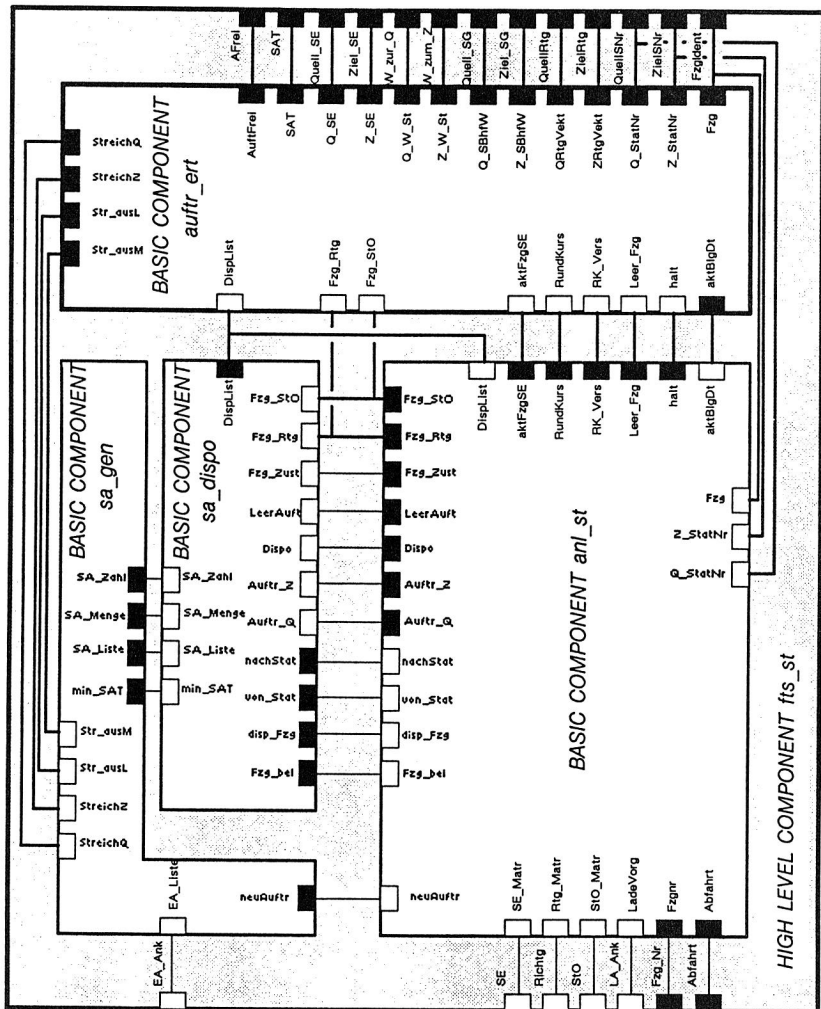 AFrei
SAT
Quell_SE
Ziel_SE
W_zur_Q
W_zum_Z
Quell_SG
Ziel_SG
QuellRtg
ZielRtg
QuellSNr
ZielSNr
FzgIdent
AuftFrei
SAT
Q_SE
Z_SE
Q_W_St
Z_W_St
Q_SBhfW
Z_SBhfW
QRtgVekt
ZRtgVekt
Q_StatNr
Z_StatNr
Fzg
StreichQ
StreichZ
Str_ausL
Str_ausM
BASIC COMPONENT
auftr_ert
DispList
Fzg_Rtg
Fzg_StO
aktFzgSE
RundKurs
RK_Vers
Leer_Fzg
halt
aktBlgDt
BASIC COMPONENT
sa_gen
BASIC COMPONENT
sa_dispo
DispList
DispList
aktFzgSE
RundKurs
RK_Vers
Leer_Fzg
halt
aktBlgDt
Fzg_StO
Fzg_Rtg
Fzg_Zust
LeerAuft
Dispo
Auftr_Z
Auftr_Q
nachStat
von_Stat
disp_Fzg
Fzg_bel
Fzg_StO
Fzg_Rtg
Fzg_Zust
LeerAuft
Dispo
Auftr_Z
Auftr_Q
nachStat
von_Stat
disp_Fzg
Fzg_bel
SA_Zahl
SA_Menge
SA_Liste
min_SAT
SA_Zahl
SA_Menge
SA_Liste
min_SAT
Str_ausM
Str_ausL
StreichZ
StreichQ
BASIC COMPONENT anl_st
Fzg
Z_StatNr
Q_StatNr
EA_Liste
EA_Ank
neuAuftr
neuAuftr
SE_Matr
Rtg_Matr
StO_Matr
LadeVorg
Fzgnr
Abfahrt
SE
Richtg
StO
LA_Ank
Fzg_Nr
Abfahrt
HIGH LEVEL COMPONENT fts_st